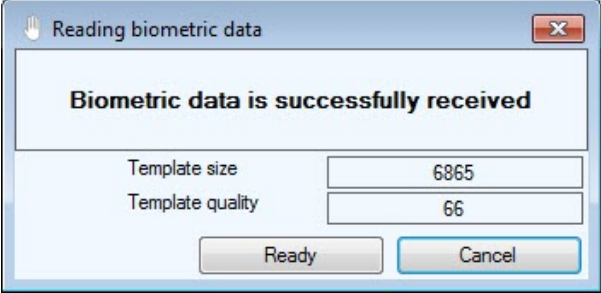 Reading biometric data
Biometric data is successfully received
Template size 6865
Template quality 66
Ready Cancel